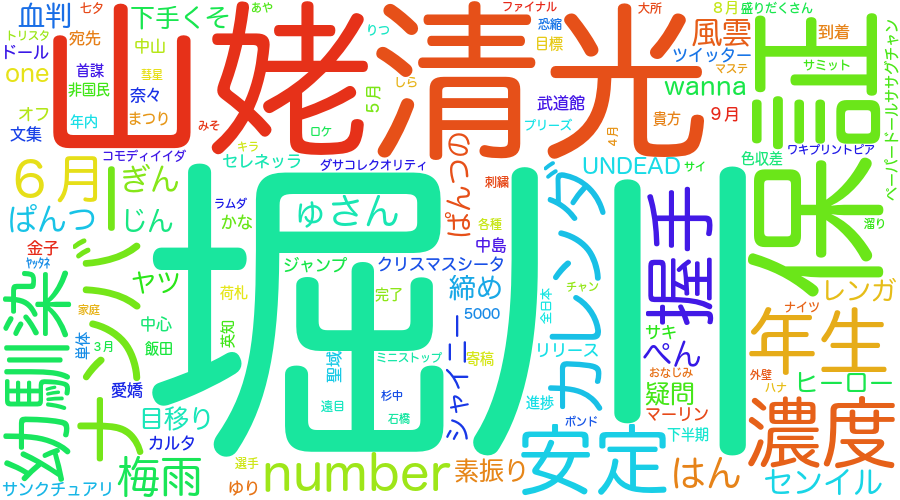 七夕
あや
ファイナル
大所
8月
盛りだくさん
血判
下手くそ
山
姥
清光
恐縮
目標
風雲
到着
トリスタ
ドール
宛先
中山
りつ
ツイッター
サミット
one
首謀
彗星
しら
5月
マステ
wanna
保証
ペーパードールササグチャン
非国民
奈々
武道館
オフ
年内
まつり
みそ
ロケ
プリーズ
4月
貴方
9月
文集
キラ
ぱんつの
ワキプリントピア
コモディイイダ
セレネッラ
ダサコレクオリティ
UNDEAD
サイ
色収差
6月
ぎん
刺繍
カレンダー
ラムダ
ぱんつ
じん
かな
ゅさん
各種
握手
溜り
金子
ナンバー
中島
ヤッタネ
ヤツ
ジャンプ
クリスマスシータ
チャン
ナイツ
レンガ
幼馴染
荷札
完了
締め
全日本
家庭
中心
英知
堀川
5000
サキ
年生
単体
3月
飯田
聖域
ミニストップ
シャイニー
寄稿
リリース
ぺん
おなじみ
外壁
ハナ
ヒーロー
愛嬌
遠目
杉中
進捗
疑問
目移り
石橋
ボンド
マーリン
カルタ
安定
下半期
濃度
選手
number
素振り
はん
サンクチュアリ
梅雨
ゆり
センイル